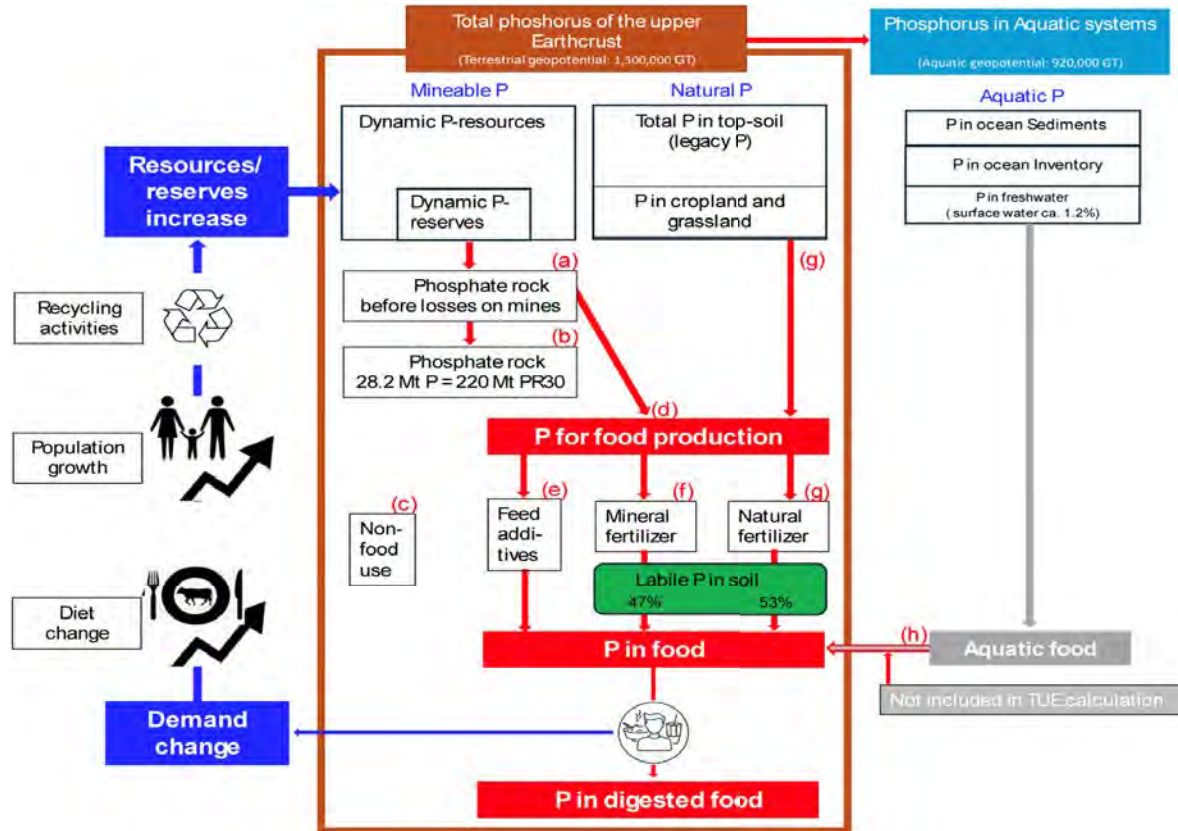 Total phoshorus of the upper
Earthcrust
(Terrestrial geopotential: 1,300,000 GT)
Phosphorus in Aquatic systems
(Aquatic geopotential: 920,000 GT)
Mineable P
Natural P
Aquatic P
Dynamic P-resources
Dynamic P-
reserves
Total P in top-soil
(legacy P)
P in cropland and
grassland
P in ocean Sediments
P in ocean Inventory
P in freshwater
( surface water ca. 1.2%)
Resources/
reserves
increase
(a)
(g)
Phosphate rock
before losses on mines
(b)
Phosphate rock
28.2 Mt P = 220 Mt PR30
Recycling
activities
Population
growth
Diet
change
Demand
change
(d)
P for food production
(c)
Non-
food
use
(e)
Feed
addi-
tives
(f)
Mineral
fertilizer
(g)
Natural
fertilizer
Labile P in soil
47% 53%
P in food
(h)
Aquatic food
Not included in TUE calculation
P in digested food